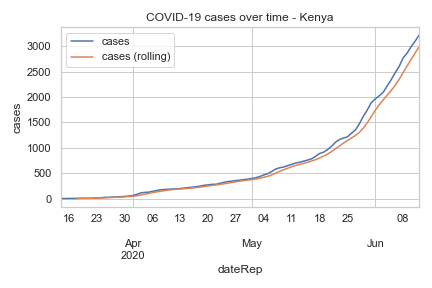 COVID-19 cases over time - Kenya
cases
cases (rolling)
3000
2500
2000
1500
1000
500
0
cases
16 23 30 06 13 20 27 04 11 18 25 08
Apr May Jun
2020
dateRep